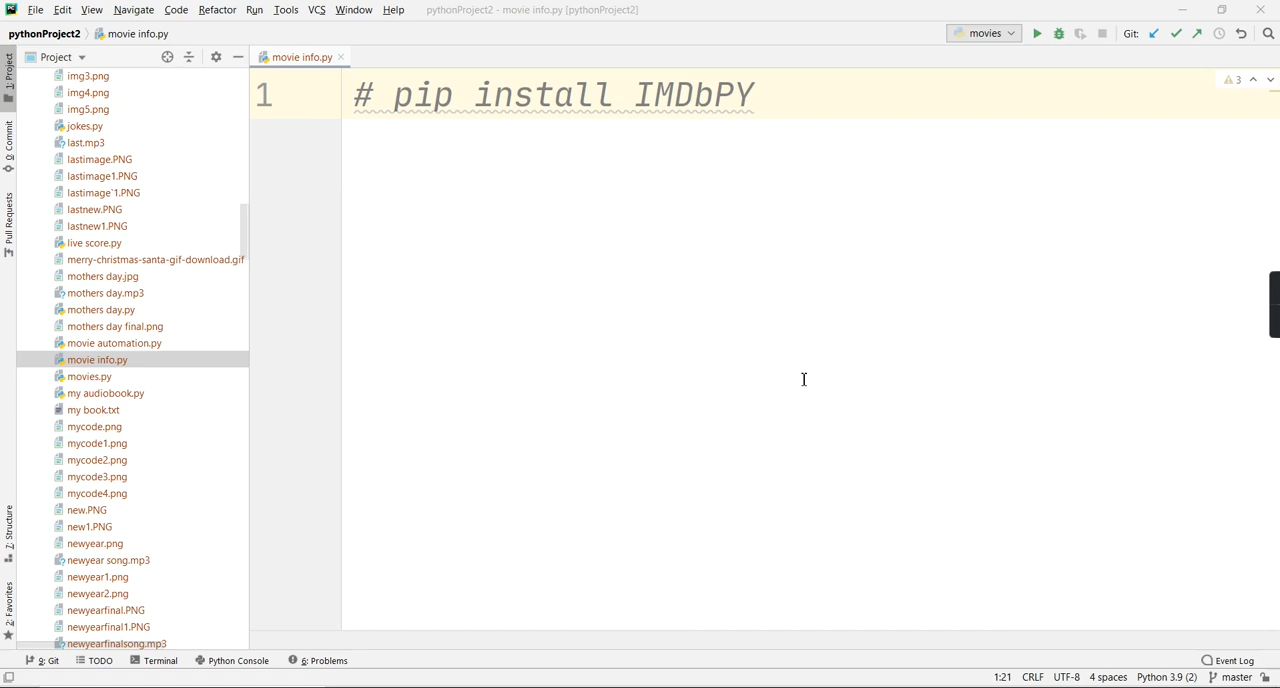 File Edit View Navigate Code Refactor Run Tools VCS Window Help pythonProject2 - movie info.py [pythonProject2]
pythonProject2 movie info.py movies Git:
Project movie info.py
1 # pip install IMDbPY 3
img3.png
img4.png
img5.png
jokes.py
last.mp3
lastimage.PNG
lastimage1.PNG
lastimage`1.PNG
lastnew.PNG
lastnew1.PNG
live score.py
merry-christmas-santa-gif-download.gif
mothers day.jpg
mothers day.mp3
mothers day.py
mothers day final.png
movie automation.py
movie info.py
movies.py
my audiobook.py
my book.txt
mycode.png
mycode1.png
mycode2.png
mycode3.png
mycode4.png
new.PNG
new1.PNG
newyear.png
newyear song.mp3
newyear1.png
newyear2.png
newyearfinal.PNG
newyearfinal1.PNG
newyearfinalsong.mp3
1: Project
0: Commit
Pull Requests
7: Structure
2: Favorites
9: Git TODO Terminal Python Console 6: Problems Event Log
1:21 CRLF UTF-8 4 spaces Python 3.9 (2) master